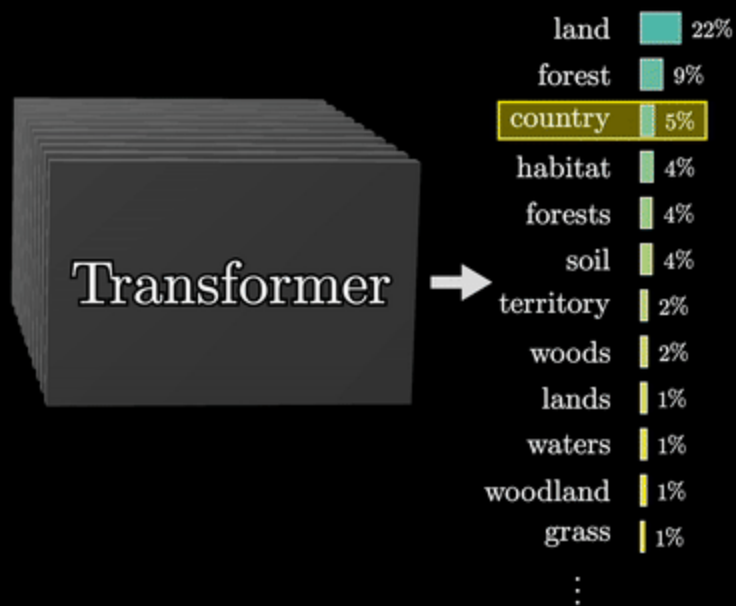 Transformer
land 22%
forest 9%
country 5%
habitat 4%
forests 4%
soil 4%
territory 2%
woods 2%
lands 1%
waters 1%
woodland 1%
grass 1%
⋮